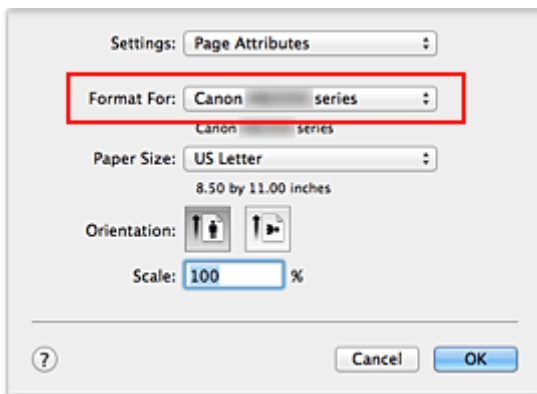 Settings: Page Attributes
Format For: Canon series
Canon series
Paper Size: US Letter
8.50 by 11.00 inches
Orientation:
Scale: 100 %
? Cancel OK